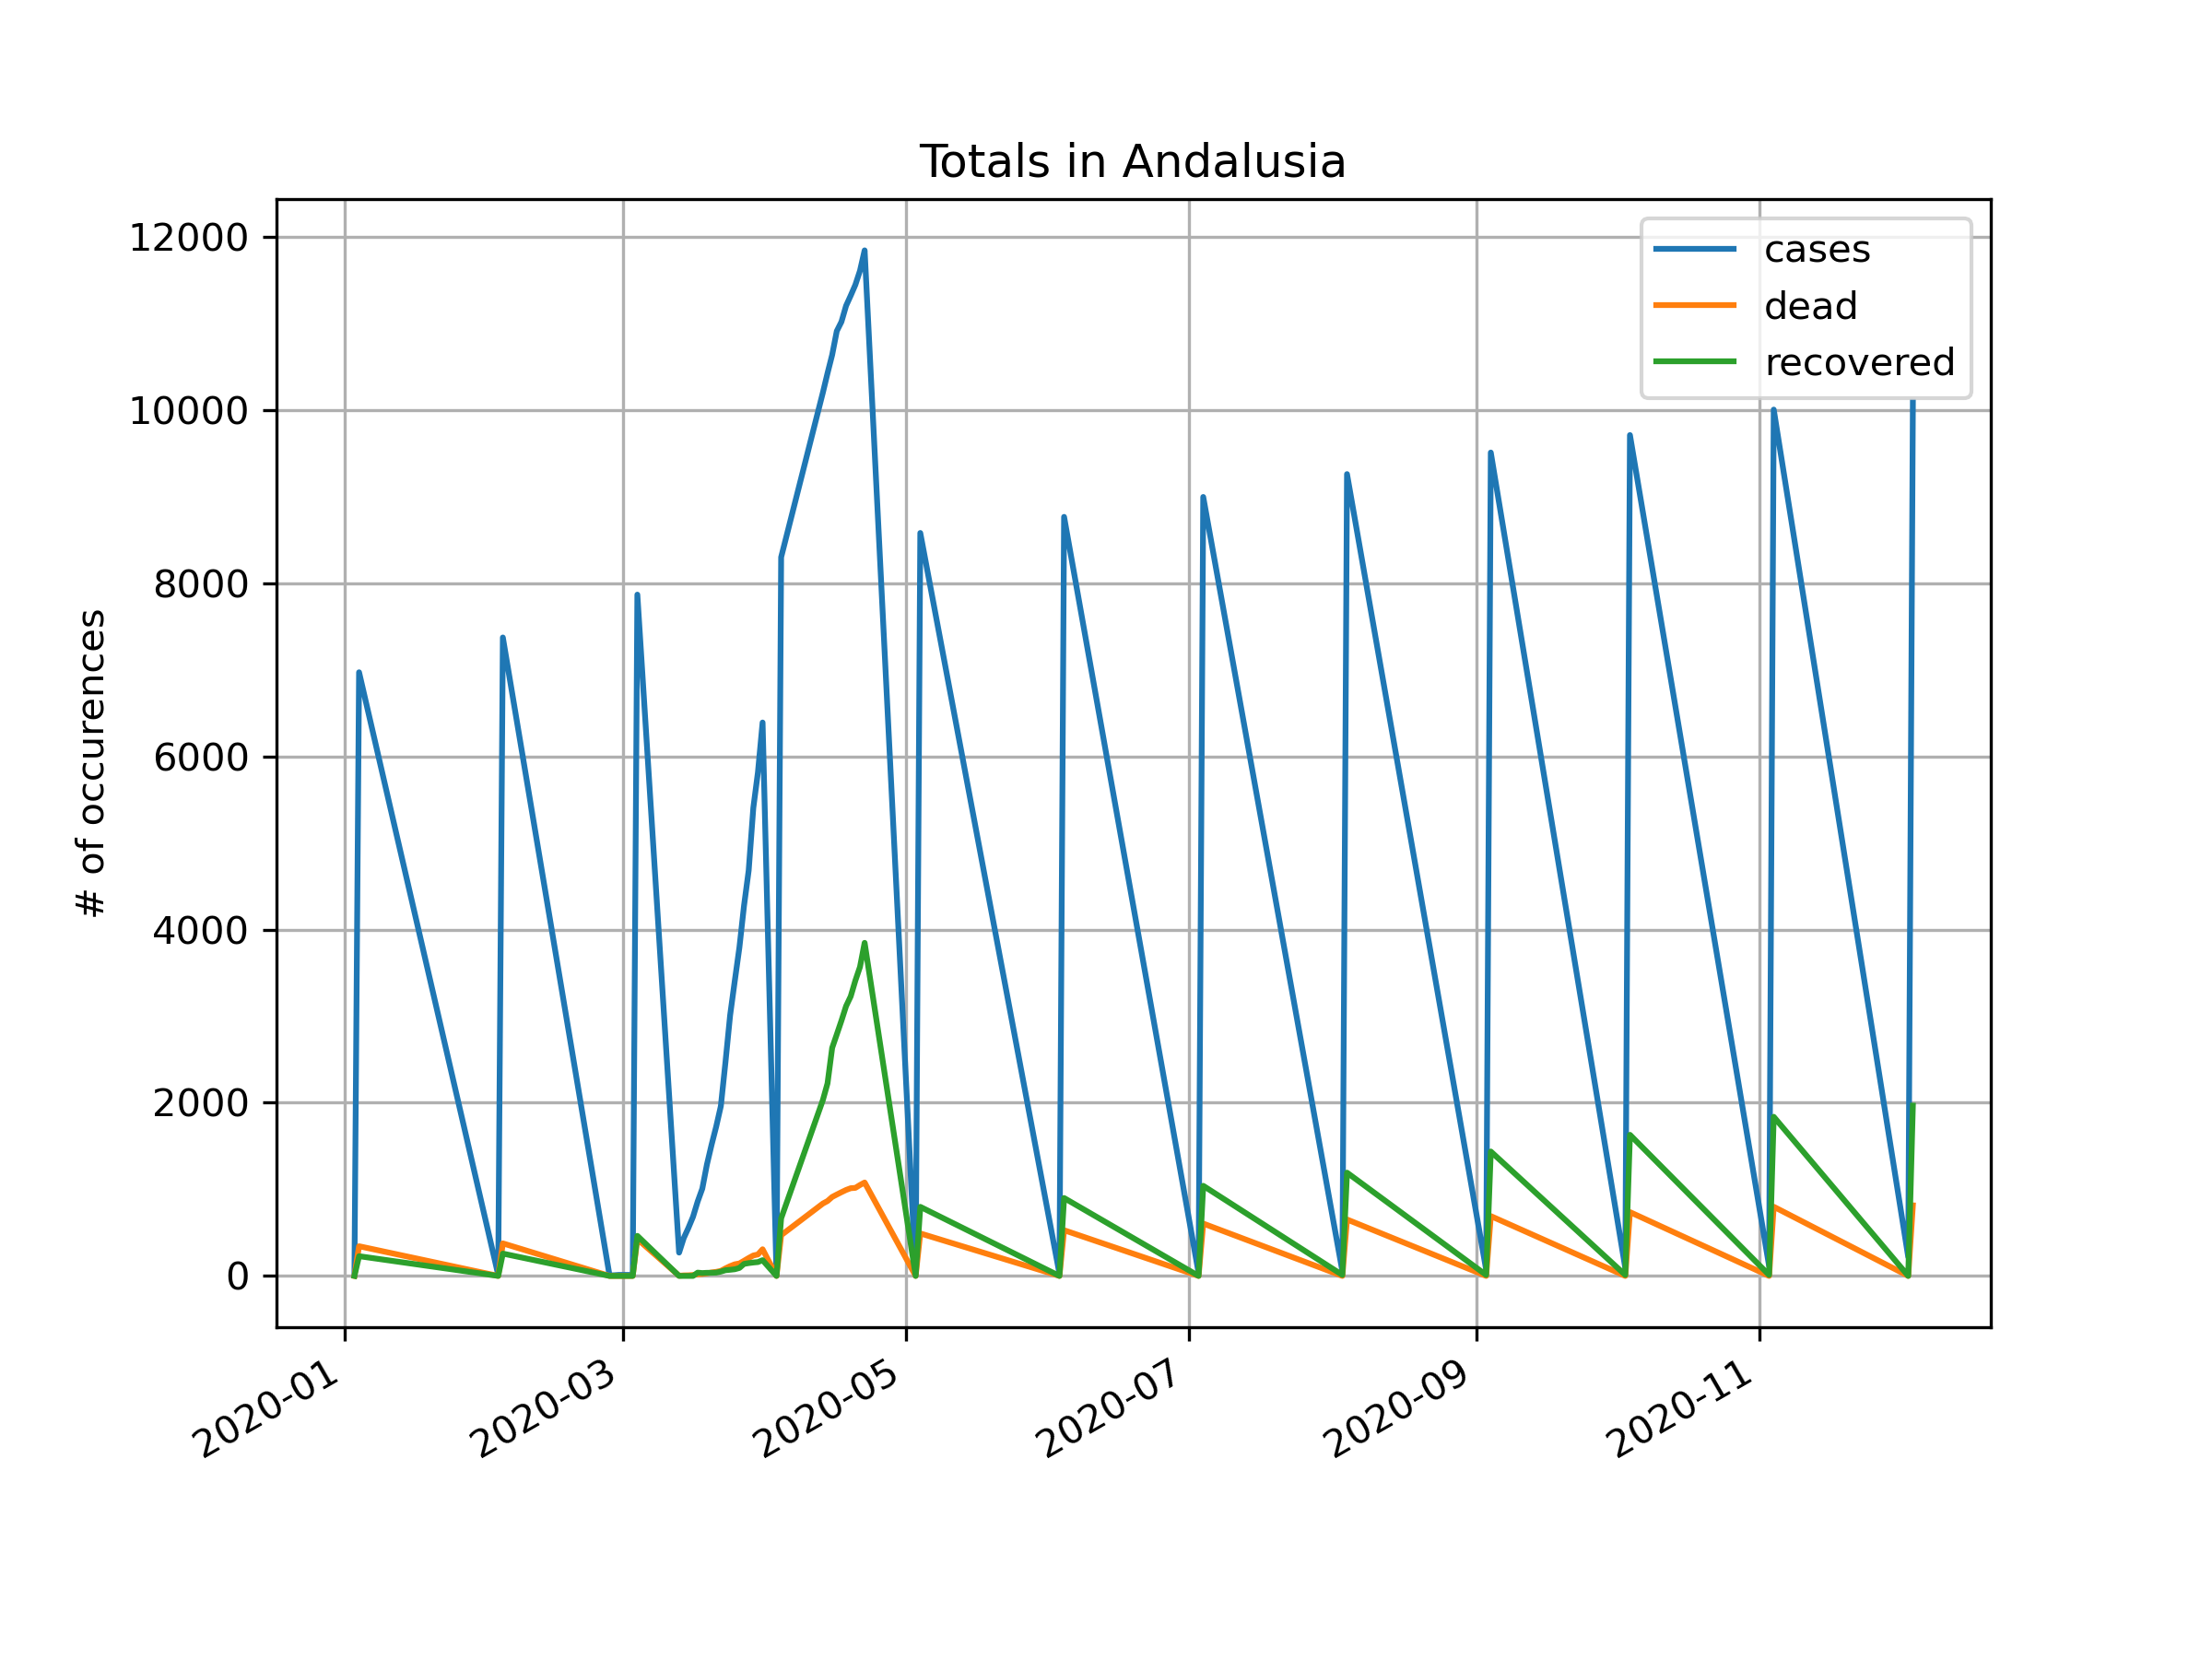 Totals in Andalusia
12000
10000
8000
6000
4000
2000
0
# of occurences
cases
dead
recovered
2020-01
2020-03
2020-05
2020-07
2020-09
2020-11